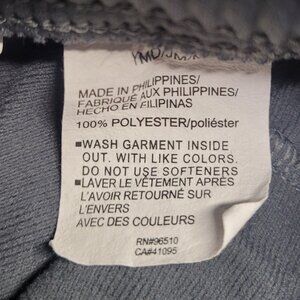 MADE IN PHILIPPINES/
FABRIQUE AUX PHILIPPINES/
HECHO EN FILIPINAS
100% POLYESTER/poliéster
■WASH GARMENT INSIDE
OUT. WITH LIKE COLORS.
DO NOT USE SOFTENERS
■LAVER LE VÊTEMENT APRÈS
L'AVOIR RETOURNÉ SUR
L'ENVERS
AVEC DES COULEURS
RN#96510
CA#41095